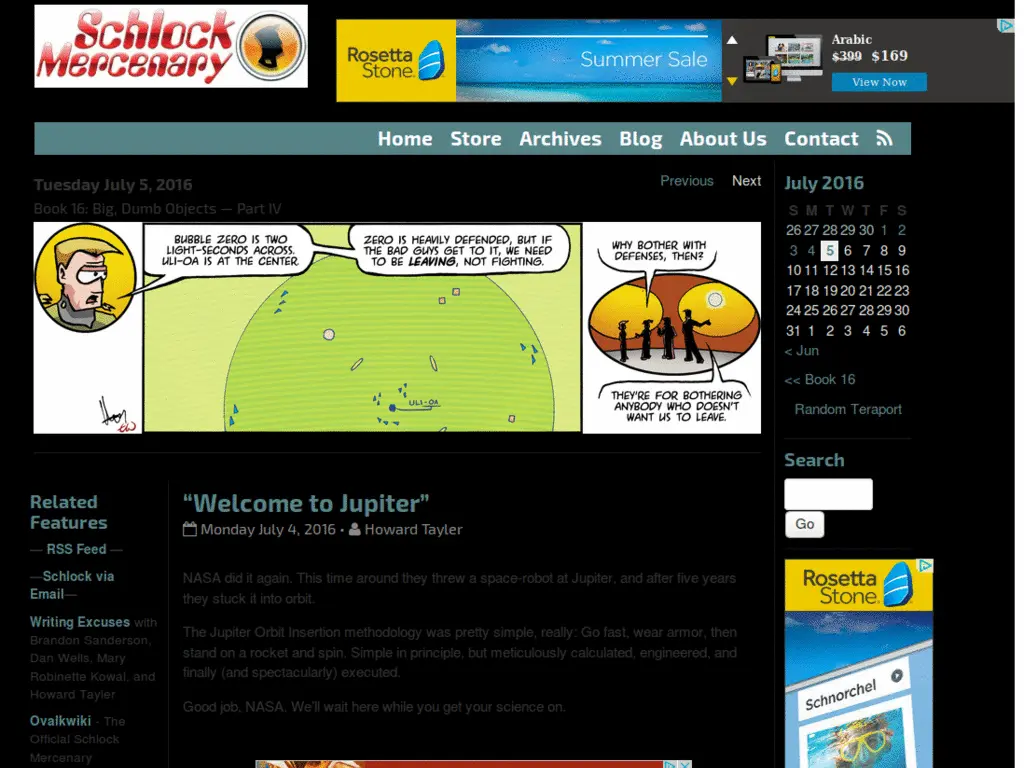 Schlock
Mercenary
Rosetta
Stone
Summer Sale
Arabic
$399 $169
View Now
Home Store Archives Blog About Us Contact
Tuesday July 5, 2016
Book 16: Big, Dumb Objects — Part IV
Previous Next
BUBBLE ZERO IS TWO
LIGHT-SECONDS ACROSS.
ULI-OA IS AT THE CENTER.
ZERO IS HEAVILY DEFENDED, BUT IF
THE BAD GUYS GET TO IT, WE NEED
TO BE LEAVING, NOT FIGHTING.
ULI-OA
WHY BOTHER WITH
DEFENSES, THEN?
THEY'RE FOR BOTHERING
ANYBODY WHO DOESN'T
WANT US TO LEAVE.
July 2016
S M T W T F S
26 27 28 29 30 1 2
3 4 5 6 7 8 9
10 11 12 13 14 15 16
17 18 19 20 21 22 23
24 25 26 27 28 29 30
31 1 2 3 4 5 6
< Jun
<< Book 16
Random Teraport
Search
Go
Related
Features
— RSS Feed —
—Schlock via
Email—
Writing Excuses with
Brandon Sanderson,
Dan Wells, Mary
Robinette Kowal, and
Howard Tayler
Ovalkwiki - The
Official Schlock
Mercenary
“Welcome to Jupiter”
Monday July 4, 2016 • Howard Tayler
NASA did it again. This time around they threw a space-robot at Jupiter, and after five years
they stuck it into orbit.
The Jupiter Orbit Insertion methodology was pretty simple, really: Go fast, wear armor, then
stand on a rocket and spin. Simple in principle, but meticulously calculated, engineered, and
finally (and spectacularly) executed.
Good job, NASA. We'll wait here while you get your science on.
Rosetta
Stone
Schnorchel